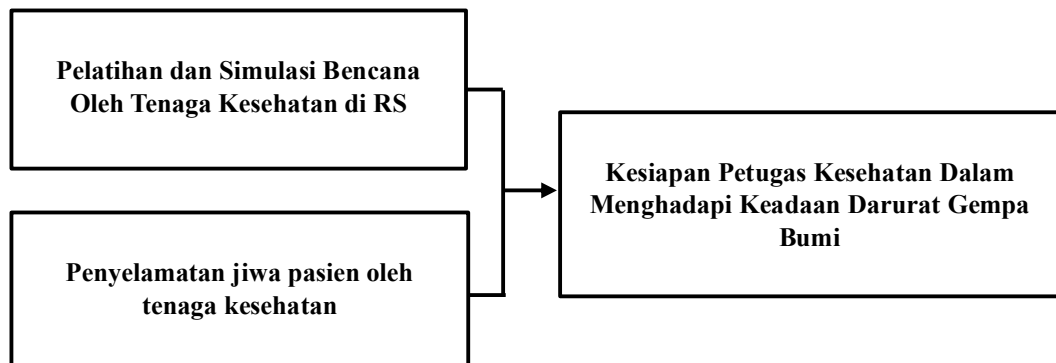 Pelatihan dan Simulasi Bencana
Oleh Tenaga Kesehatan di RS
Kesiapan Petugas Kesehatan Dalam
Menghadapi Keadaan Darurat Gempa
Bumi
Penyelamatan jiwa pasien oleh
tenaga kesehatan